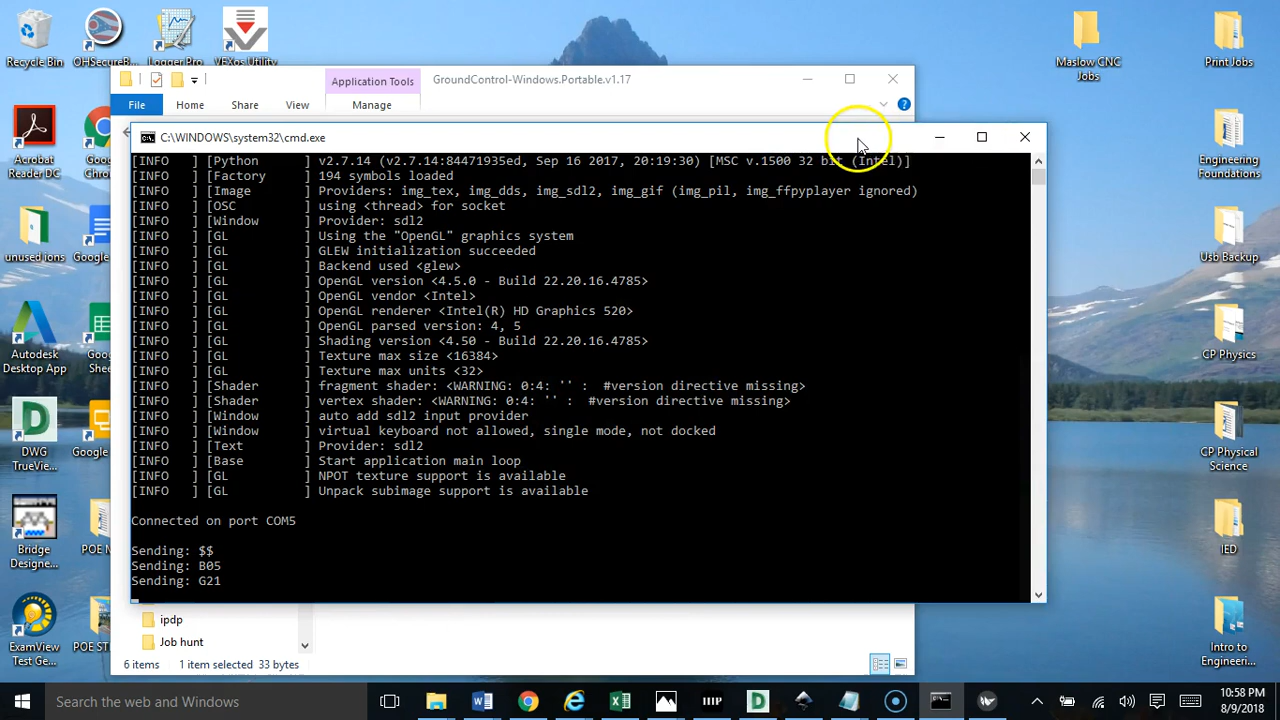 Recycle Bin
OHSecureB...
Logger Pro
VEXos Utility
Acrobat
Reader DC
unused ions
Google
Autodesk
Desktop App
Google
Sheets
DWG
TrueView...
Google
Bridge
Designe...
POE M
ExamView
Test Ge...
POE ST
Maslow CNC
Jobs
Print Jobs
Engineering
Foundations
Usb Backup
CP Physics
CP Physical
Science
IED
Intro to
Engineeri...
Application Tools
GroundControl-Windows.Portable.v1.17
File
Home
Share
View
Manage
C:\WINDOWS\system32\cmd.exe
[INFO   ] [Python      ] v2.7.14 (v2.7.14:84471935ed, Sep 16 2017, 20:19:30) [MSC v.1500 32 bit (Intel)]
[INFO   ] [Factory     ] 194 symbols loaded
[INFO   ] [Image       ] Providers: img_tex, img_dds, img_sdl2, img_gif (img_pil, img_ffpyplayer ignored)
[INFO   ] [OSC         ] using <thread> for socket
[INFO   ] [Window      ] Provider: sdl2
[INFO   ] [GL          ] Using the "OpenGL" graphics system
[INFO   ] [GL          ] GLEW initialization succeeded
[INFO   ] [GL          ] Backend used <glew>
[INFO   ] [GL          ] OpenGL version <4.5.0 - Build 22.20.16.4785>
[INFO   ] [GL          ] OpenGL vendor <Intel>
[INFO   ] [GL          ] OpenGL renderer <Intel(R) HD Graphics 520>
[INFO   ] [GL          ] OpenGL parsed version: 4, 5
[INFO   ] [GL          ] Shading version <4.50 - Build 22.20.16.4785>
[INFO   ] [GL          ] Texture max size <16384>
[INFO   ] [GL          ] Texture max units <32>
[INFO   ] [Shader      ] fragment shader: <WARNING: 0:4: '' :  #version directive missing>
[INFO   ] [Shader      ] vertex shader: <WARNING: 0:4: '' :  #version directive missing>
[INFO   ] [Window      ] auto add sdl2 input provider
[INFO   ] [Window      ] virtual keyboard not allowed, single mode, not docked
[INFO   ] [Text        ] Provider: sdl2
[INFO   ] [Base        ] Start application main loop
[INFO   ] [GL          ] NPOT texture support is available
[INFO   ] [GL          ] Unpack subimage support is available
Connected on port COM5
Sending: $$
Sending: B05
Sending: G21
ipdp
Job hunt
6 items
1 item selected 33 bytes
Search the web and Windows
10:58 PM
8/9/2018